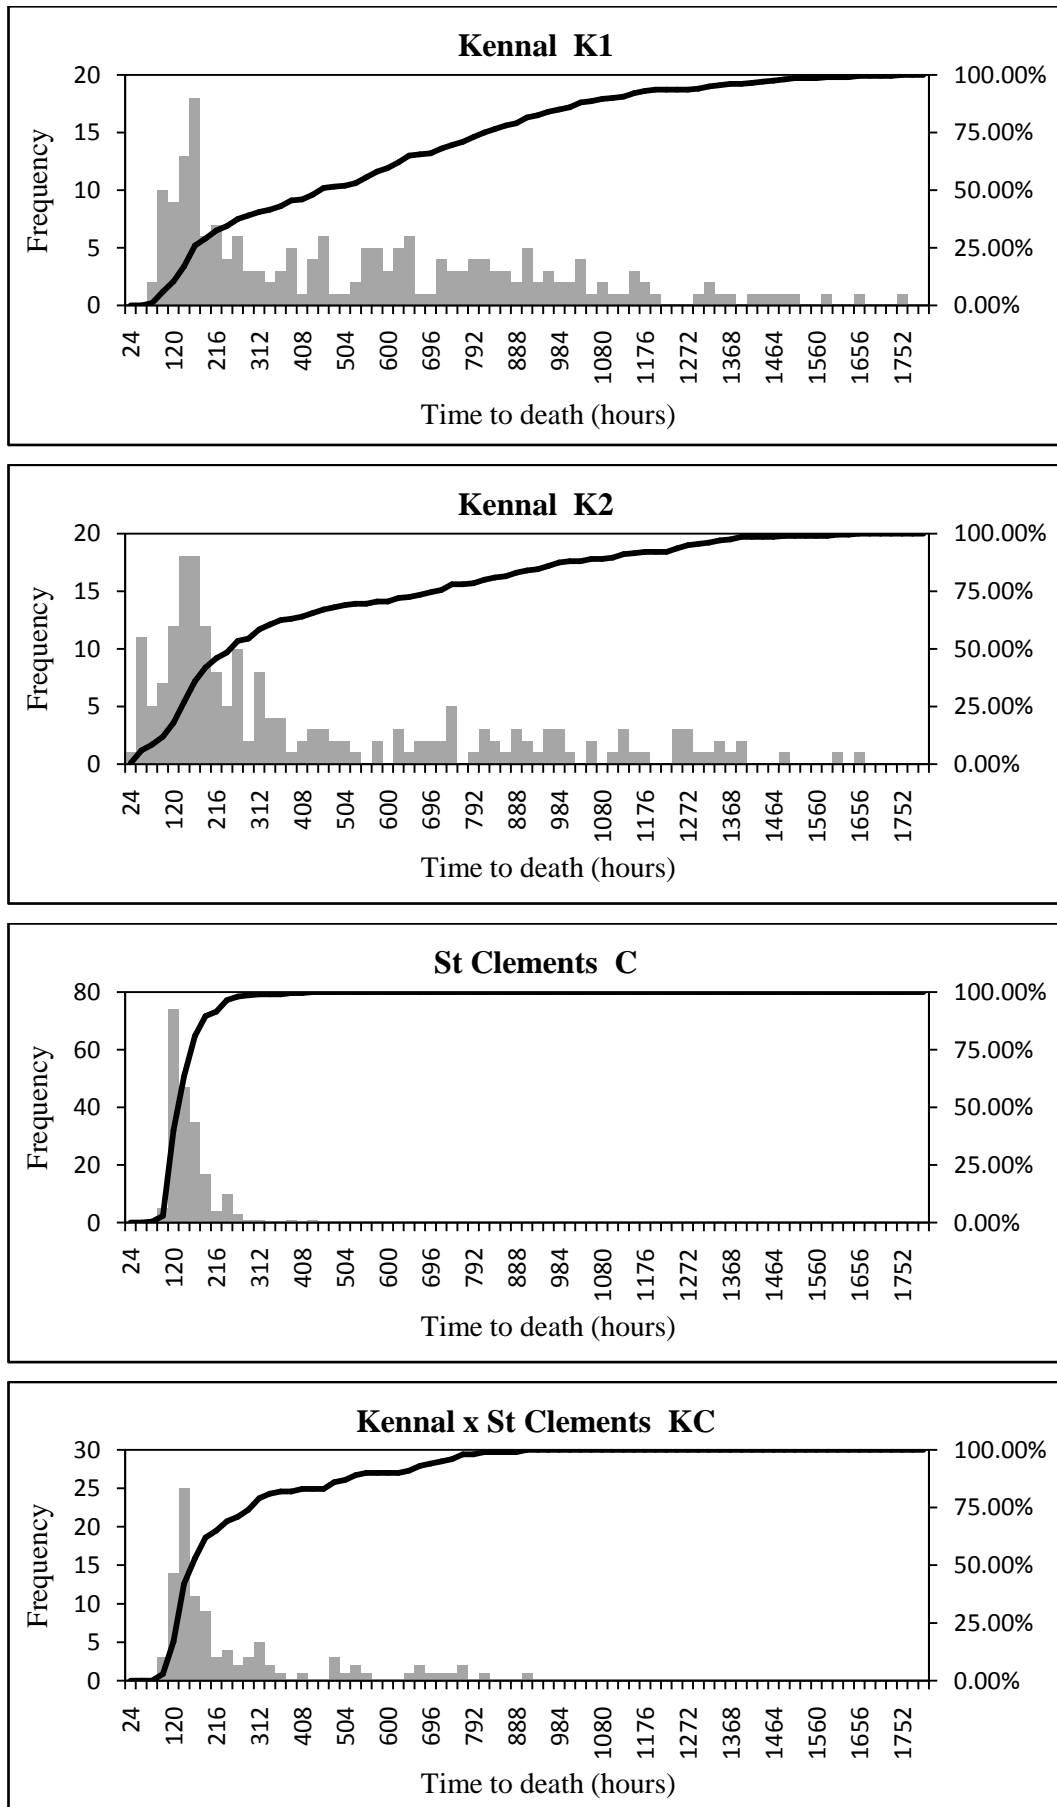 Kennal K1
20 100.00%
15 75.00%
10 50.00%
5 25.00%
0 0.00%
Frequency
24 120 216 312 408 504 600 696 792 888 984 1080 1176 1272 1368 1464 1560 1656 1752
Time to death (hours)
Kennal K2
20 100.00%
15 75.00%
10 50.00%
5 25.00%
0 0.00%
Frequency
24 120 216 312 408 504 600 696 792 888 984 1080 1176 1272 1368 1464 1560 1656 1752
Time to death (hours)
St Clements C
80 100.00%
60 75.00%
40 50.00%
20 25.00%
0 0.00%
Frequency
24 120 216 312 408 504 600 696 792 888 984 1080 1176 1272 1368 1464 1560 1656 1752
Time to death (hours)
Kennal x St Clements KC
30 100.00%
25
20 75.00%
15 50.00%
10
5 25.00%
0 0.00%
Frequency
24 120 216 312 408 504 600 696 792 888 984 1080 1176 1272 1368 1464 1560 1656 1752
Time to death (hours)